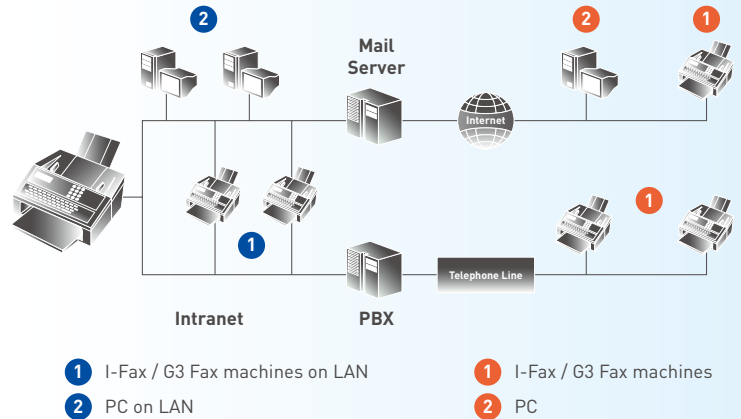 2
2
1
Mail
Server
Internet
1
1
Telephone Line
Intranet
PBX
1 I-Fax / G3 Fax machines on LAN
1 I-Fax / G3 Fax machines
2 PC on LAN
2 PC